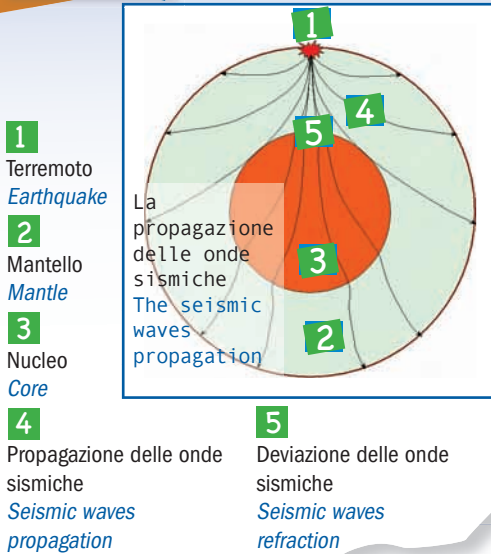 1
4
5
3
2
La
propagazione
delle onde
sismiche
The seismic
waves
propagation
1
Terremoto
Earthquake
2
Mantello
Mantle
3
Nucleo
Core
4
Propagazione delle onde
sismiche
Seismic waves
propagation
5
Deviazione delle onde
sismiche
Seismic waves
refraction